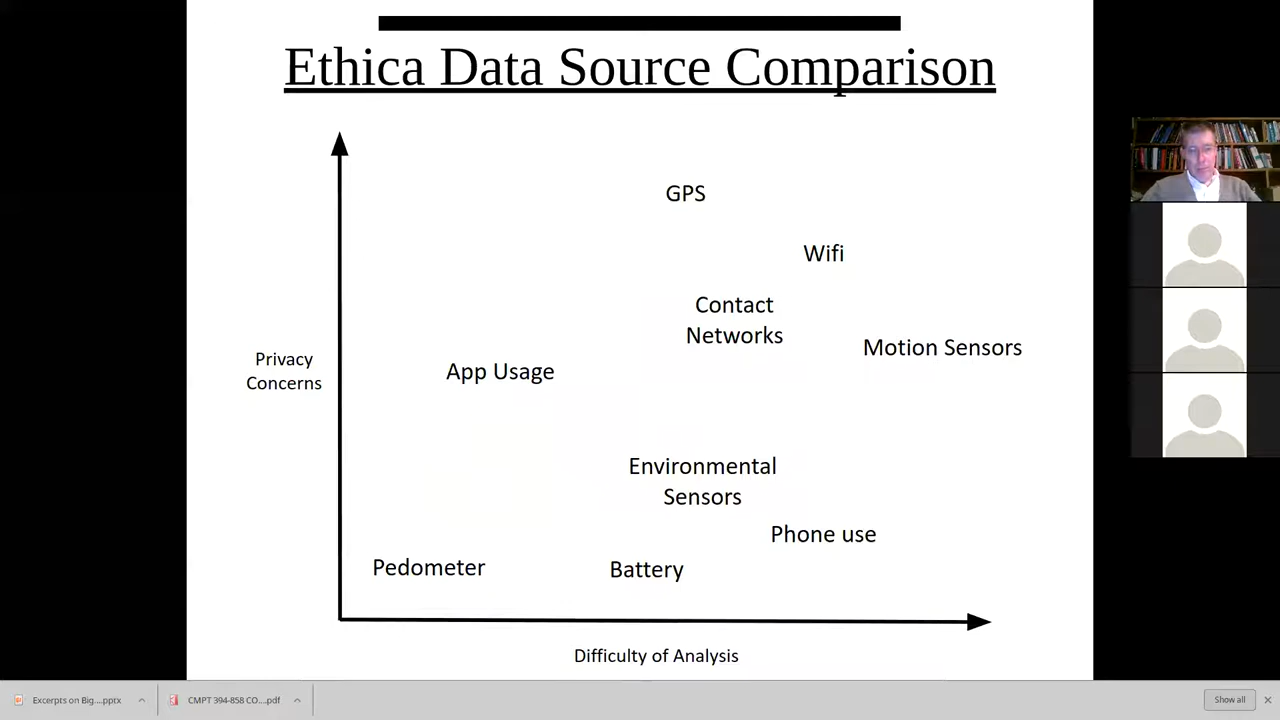 Ethica Data Source Comparison
GPS
Wifi
Contact
Networks
Motion Sensors
Privacy
Concerns
App Usage
Environmental
Sensors
Phone use
Pedometer
Battery
Difficulty of Analysis
Excerpts on Big....pptx
CMPT 394-858 CO....pdf
Show all